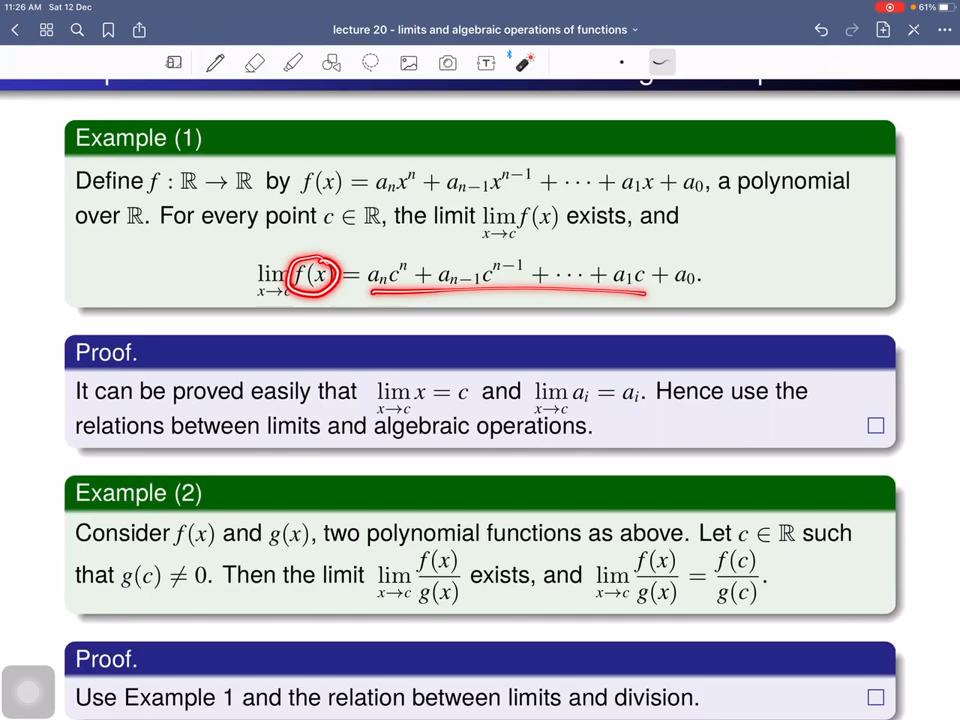 11:26 AM Sat 12 Dec
61%
lecture 20 - limits and algebraic operations of functions
Example (1)
Define f : ℝ → ℝ by f(x) = aₙxⁿ + aₙ₋₁xⁿ⁻¹ + ⋯ + a₁x + a₀, a polynomial
over ℝ. For every point c ∈ ℝ, the limit lim_{x→c} f(x) exists, and
lim_{x→c} f(x) = aₙcⁿ + aₙ₋₁cⁿ⁻¹ + ⋯ + a₁c + a₀.
Proof.
It can be proved easily that lim_{x→c} x = c and lim_{x→c} aᵢ = aᵢ. Hence use the
relations between limits and algebraic operations. □
Example (2)
Consider f(x) and g(x), two polynomial functions as above. Let c ∈ ℝ such
that g(c) ≠ 0. Then the limit lim_{x→c} f(x)/g(x) exists, and lim_{x→c} f(x)/g(x) = f(c)/g(c).
Proof.
Use Example 1 and the relation between limits and division. □